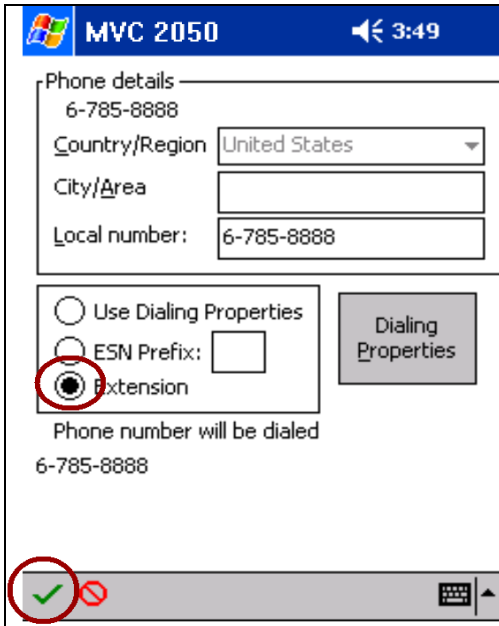 MVC 2050 3:49
Phone details
6-785-8888
Country/Region United States
City/Area
Local number: 6-785-8888
Use Dialing Properties
ESN Prefix:
Extension
Dialing
Properties
Phone number will be dialed
6-785-8888